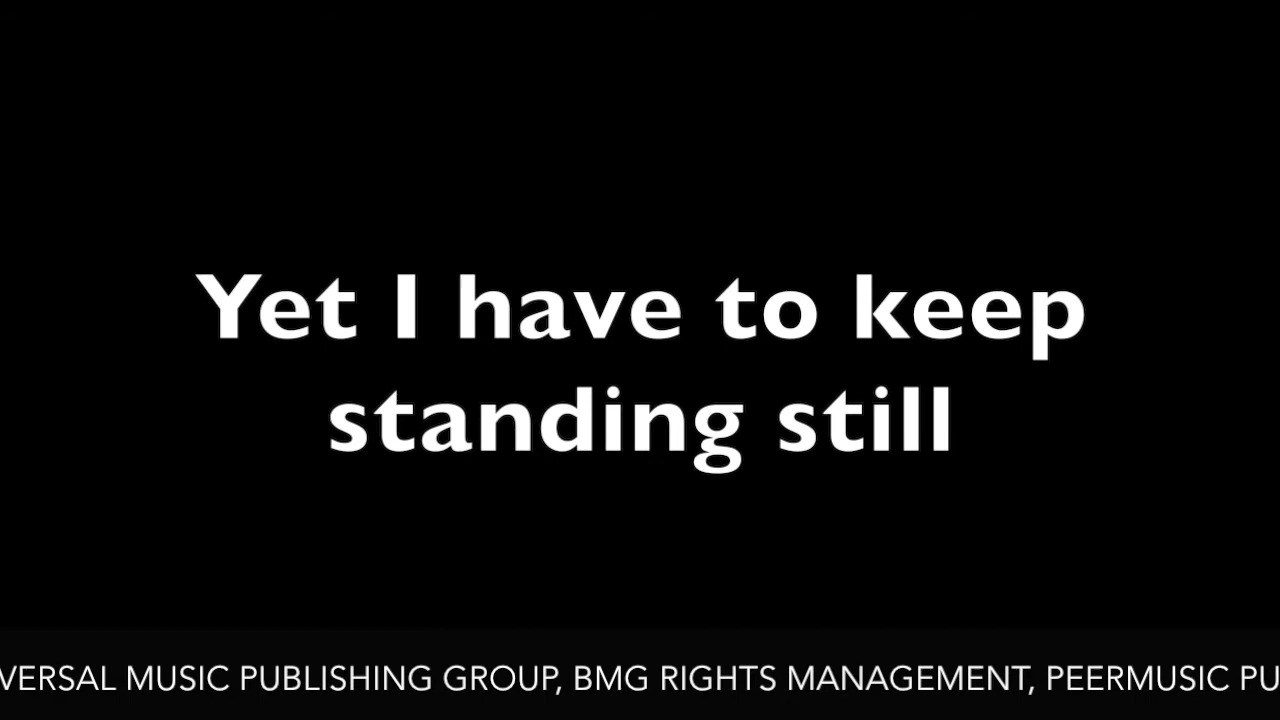 Yet I have to keep
standing still
VERSAL MUSIC PUBLISHING GROUP, BMG RIGHTS MANAGEMENT, PEERMUSIC PU